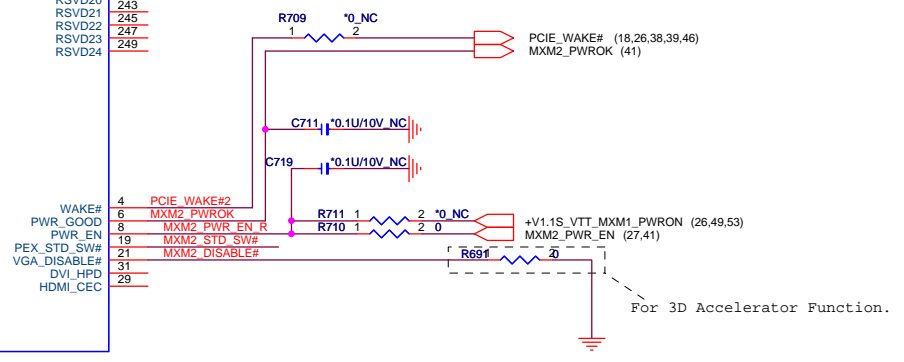 RSVD20
RSVD21 243
RSVD22 245
RSVD23 247
RSVD24 249
R709 *0_NC
1 2
PCIE_WAKE# (18,26,38,39,46)
MXM2_PWROK (41)
C711 *0.1U/10V_NC
C719 *0.1U/10V_NC
WAKE# 4 PCIE_WAKE#2
PWR_GOOD 6 MXM2_PWROK
PWR_EN 8 MXM2_PWR_EN_R
PEX_STD_SW# 19 MXM2_STD_SW#
VGA_DISABLE# 21 MXM2_DISABLE#
DVI_HPD 31
HDMI_CEC 29
R711 1 2 *0_NC
+V1.1S_VTT_MXM1_PWRON (26,49,53)
R710 1 2 0
MXM2_PWR_EN (27,41)
R691 1 2 0
For 3D Accelerator Function.